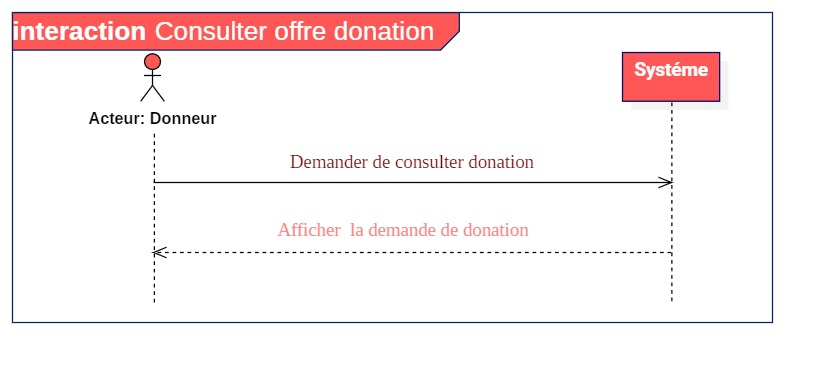 interaction Consulter offre donation
Systéme
Acteur: Donneur
Demander de consulter donation
Afficher  la demande de donation